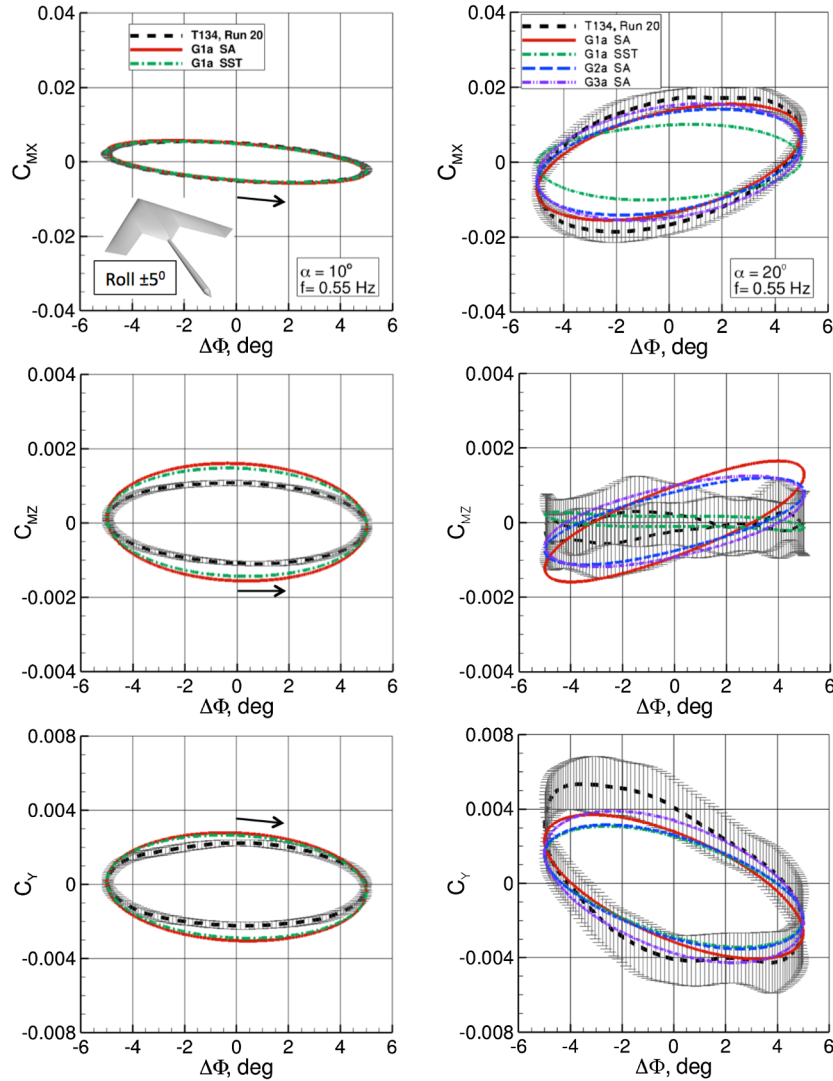 0.04
T134, Run 20
G1a SA
G1a SST
0.02
C_MX
0
-0.02
Roll ±5⁰
α = 10°
f= 0.55 Hz
-0.04
-6 -4 -2 0 2 4 6
ΔΦ, deg
0.04
T134, Run 20
G1a SA
G1a SST
G2a SA
G3a SA
0.02
C_MX
0
-0.02
α = 20°
f= 0.55 Hz
-0.04
-6 -4 -2 0 2 4 6
ΔΦ, deg
0.004
0.002
C_MZ
0
-0.002
-0.004
-6 -4 -2 0 2 4 6
ΔΦ, deg
0.004
0.002
C_MZ
0
-0.002
-0.004
-6 -4 -2 0 2 4 6
ΔΦ, deg
0.008
0.004
C_Y
0
-0.004
-0.008
-6 -4 -2 0 2 4 6
ΔΦ, deg
0.008
0.004
C_Y
0
-0.004
-0.008
-6 -4 -2 0 2 4 6
ΔΦ, deg